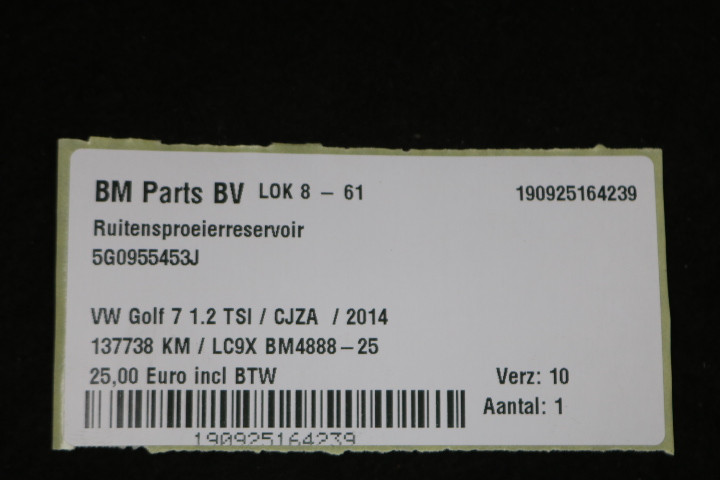 BM Parts BV LOK 8 - 61 190925164239
Ruitensproeierreservoir
5G0955453J
VW Golf 7 1.2 TSI / CJZA / 2014
137738 KM / LC9X BM4888-25
25,00 Euro incl BTW Verz: 10
Aantal: 1
190925164239